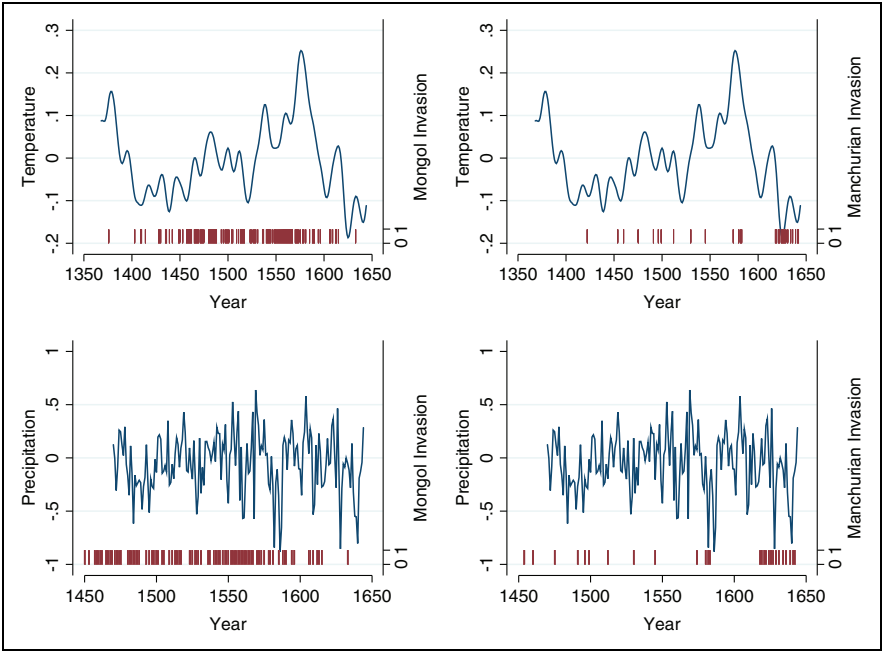 .3
.2
.1
0
-.1
-.2
Temperature
1350 1400 1450 1500 1550 1600 1650
Year
0 1
Mongol Invasion
.3
.2
.1
0
-.1
-.2
Temperature
1350 1400 1450 1500 1550 1600 1650
Year
0 1
Manchurian Invasion
1
.5
0
-.5
-1
Precipitation
1450 1500 1550 1600 1650
Year
0 1
Mongol Invasion
1
.5
0
-.5
-1
Precipitation
1450 1500 1550 1600 1650
Year
0 1
Manchurian Invasion